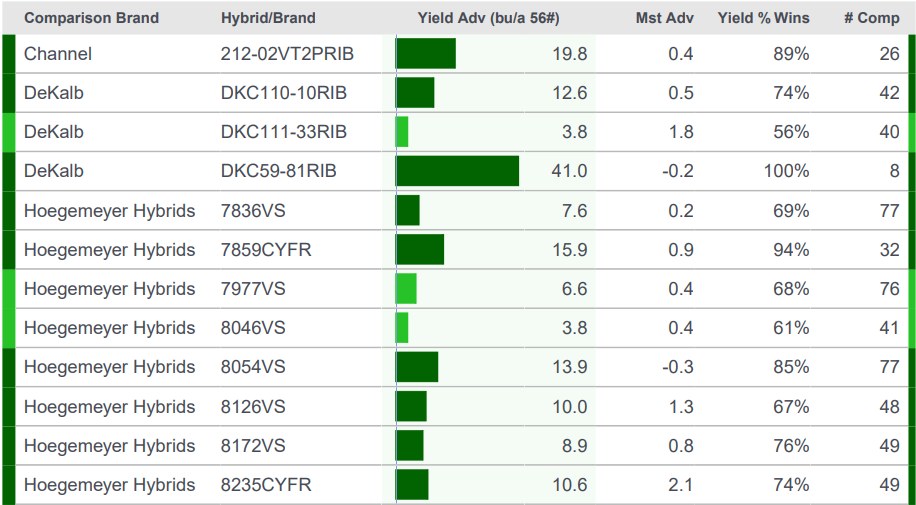 Comparison Brand Hybrid/Brand Yield Adv (bu/a 56#) Mst Adv Yield % Wins # Comp
Channel 212-02VT2PRIB 19.8 0.4 89% 26
DeKalb DKC110-10RIB 12.6 0.5 74% 42
DeKalb DKC111-33RIB 3.8 1.8 56% 40
DeKalb DKC59-81RIB 41.0 -0.2 100% 8
Hoegemeyer Hybrids 7836VS 7.6 0.2 69% 77
Hoegemeyer Hybrids 7859CYFR 15.9 0.9 94% 32
Hoegemeyer Hybrids 7977VS 6.6 0.4 68% 76
Hoegemeyer Hybrids 8046VS 3.8 0.4 61% 41
Hoegemeyer Hybrids 8054VS 13.9 -0.3 85% 77
Hoegemeyer Hybrids 8126VS 10.0 1.3 67% 48
Hoegemeyer Hybrids 8172VS 8.9 0.8 76% 49
Hoegemeyer Hybrids 8235CYFR 10.6 2.1 74% 49